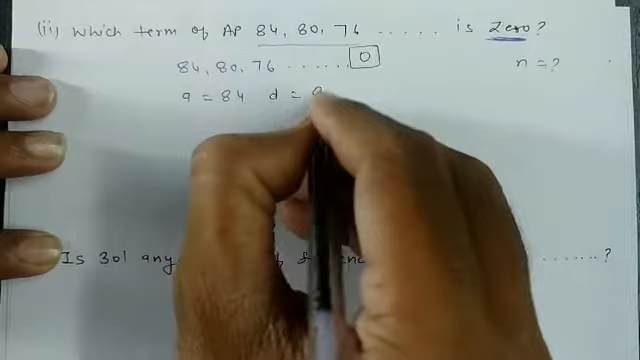 (ii) Which term of AP 84, 80, 76 ..... is Zero?
84, 80, 76 ...... 0 n = ?
a = 84 d =
Is 301 any ...... ?